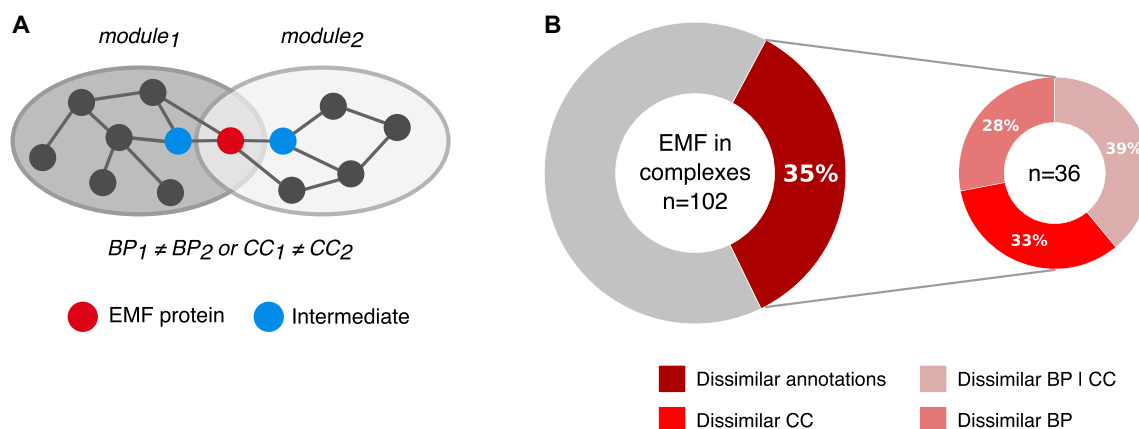 A
module1
module2
BP1 ≠ BP2 or CC1 ≠ CC2
EMF protein
Intermediate
B
EMF in
complexes
n=102
35%
28%
39%
n=36
33%
Dissimilar annotations
Dissimilar BP | CC
Dissimilar CC
Dissimilar BP